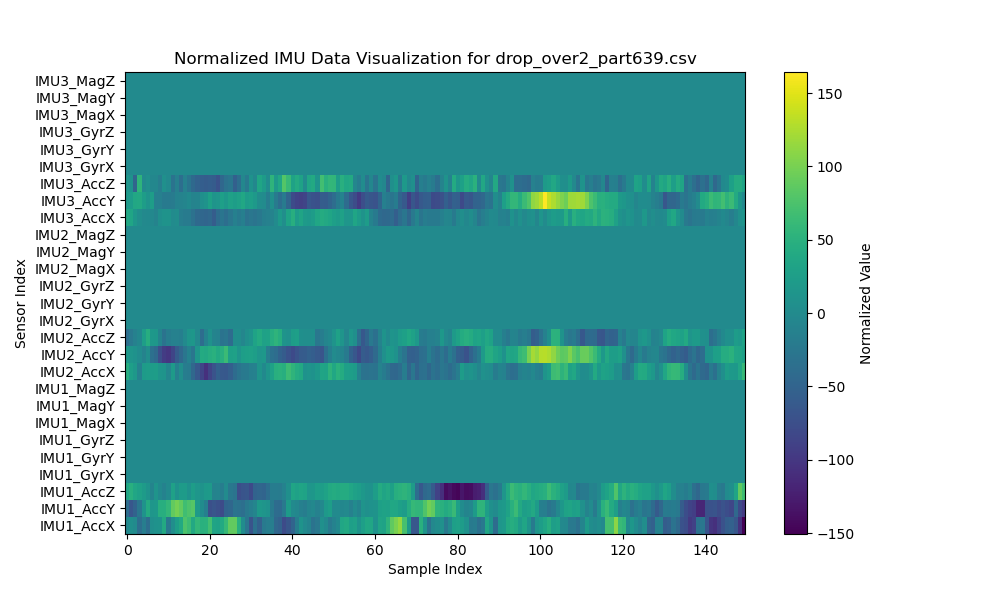 Normalized IMU Data Visualization for drop_over2_part639.csv
Sensor Index
IMU3_MagZ
IMU3_MagY
IMU3_MagX
IMU3_GyrZ
IMU3_GyrY
IMU3_GyrX
IMU3_AccZ
IMU3_AccY
IMU3_AccX
IMU2_MagZ
IMU2_MagY
IMU2_MagX
IMU2_GyrZ
IMU2_GyrY
IMU2_GyrX
IMU2_AccZ
IMU2_AccY
IMU2_AccX
IMU1_MagZ
IMU1_MagY
IMU1_MagX
IMU1_GyrZ
IMU1_GyrY
IMU1_GyrX
IMU1_AccZ
IMU1_AccY
IMU1_AccX
0 20 40 60 80 100 120 140
Sample Index
150
100
50
0
−50
−100
−150
Normalized Value